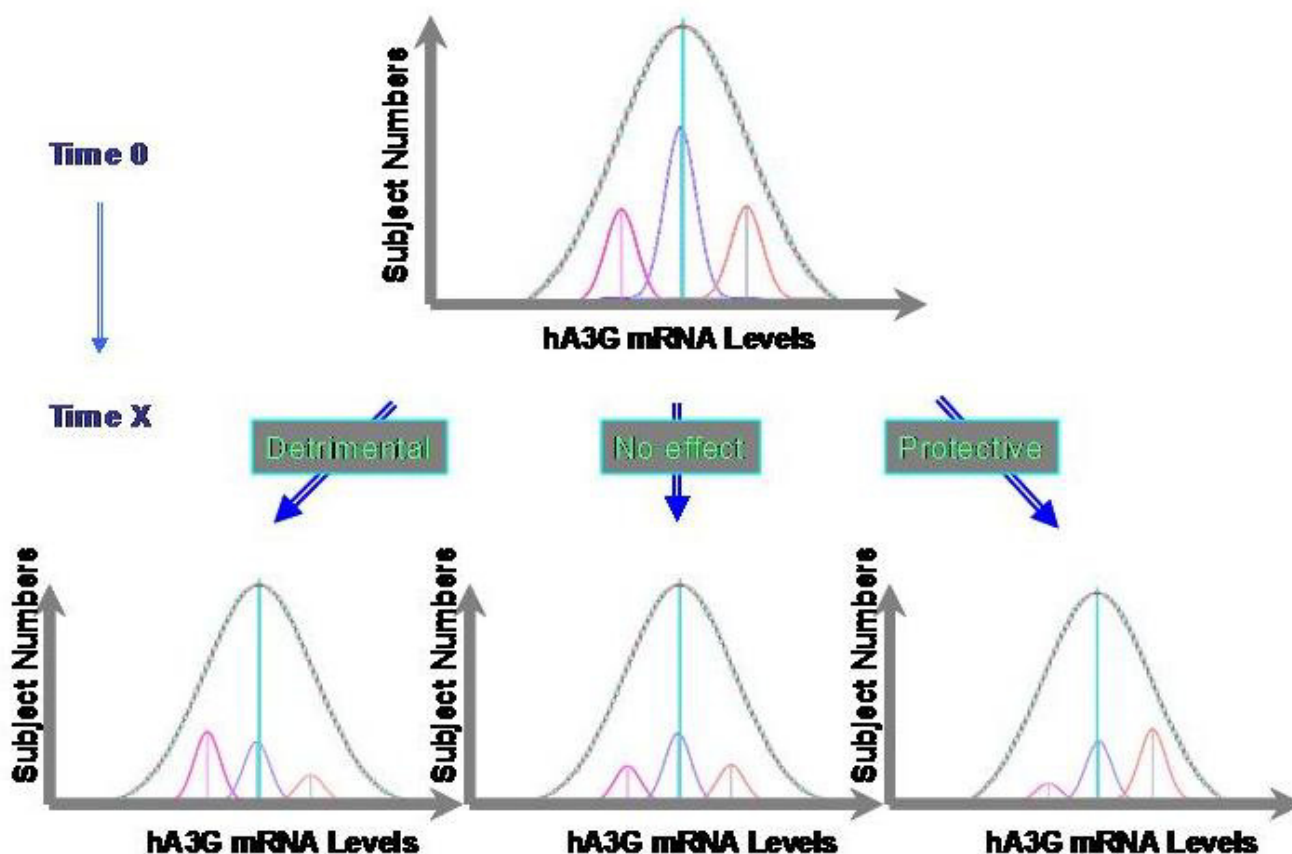 Subject Numbers
Time 0
hA3G mRNA Levels
Time X
Detrimental
No effect
Protective
Subject Numbers
Subject Numbers
Subject Numbers
hA3G mRNA Levels
hA3G mRNA Levels
hA3G mRNA Levels